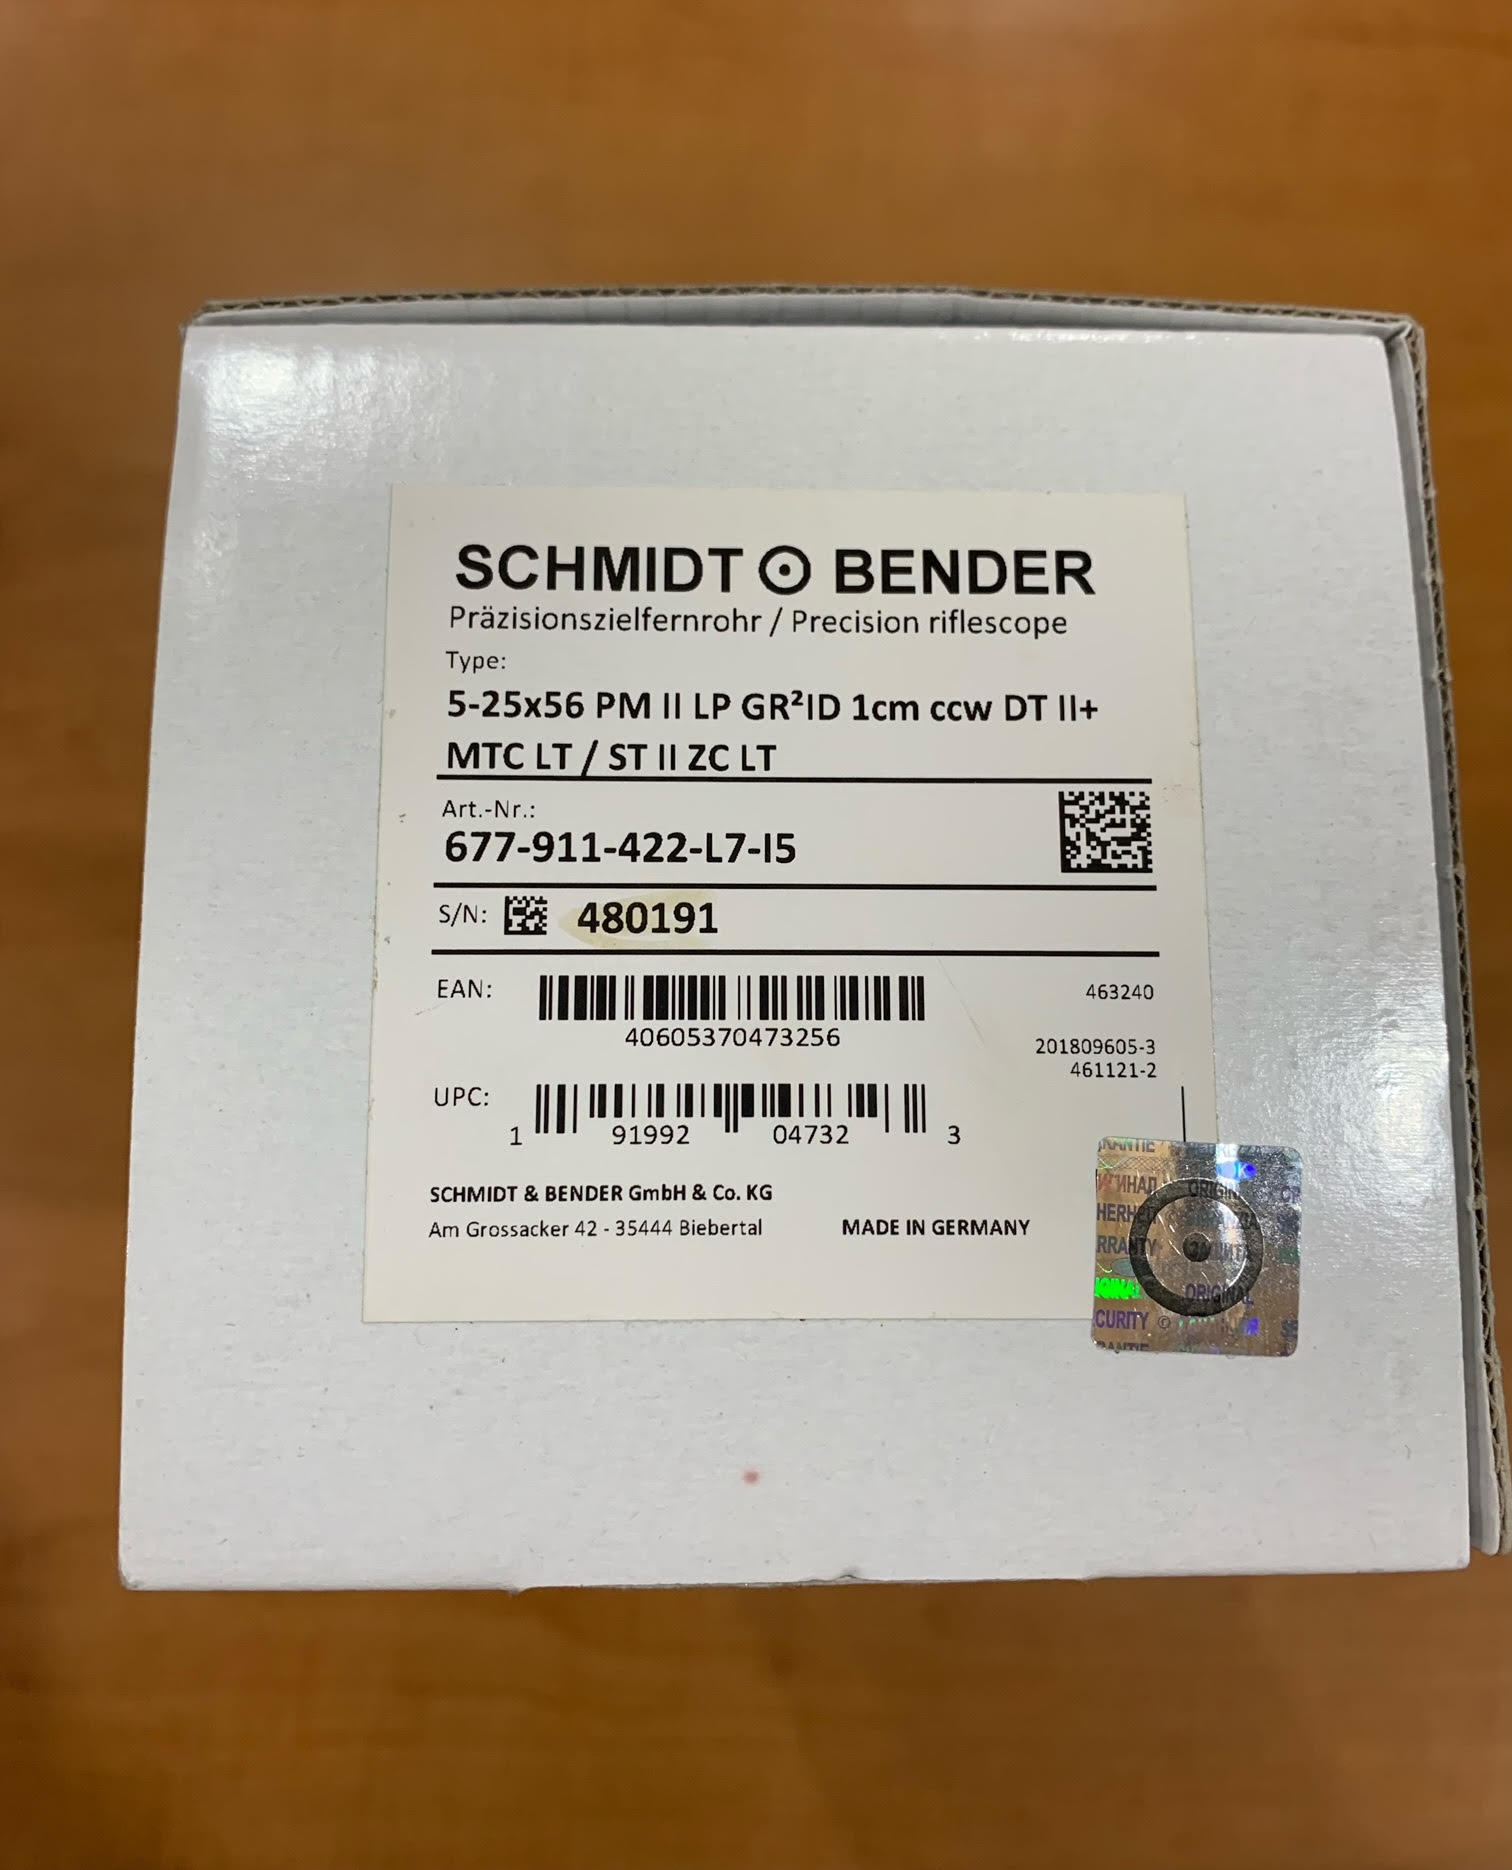 SCHMIDT BENDER
Präzisionszielfernrohr / Precision riflescope
Type:
5-25x56 PM II LP GR²ID 1cm ccw DT II+
MTC LT / ST II ZC LT
Art.-Nr.:
677-911-422-L7-I5
S/N: 480191
EAN:
40605370473256
463240
201809605-3
461121-2
UPC:
1 91992 04732 3
SCHMIDT & BENDER GmbH & Co. KG
Am Grossacker 42 - 35444 Biebertal
MADE IN GERMANY
ORIGINAL
CURITY ©